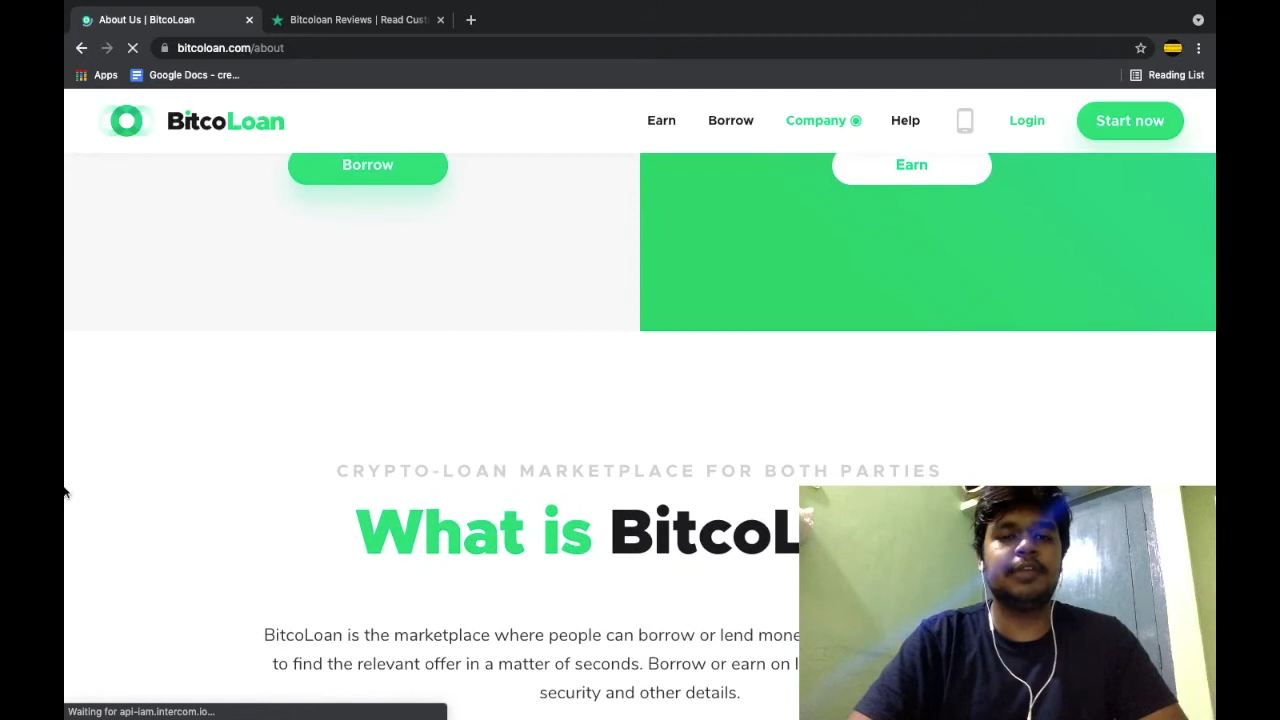 About Us | BitcoLoan
Bitcoloan Reviews | Read Cust
bitcoloan.com/about
Apps
Google Docs - cre...
Reading List
BitcoLoan
Earn
Borrow
Company
Help
Login
Start now
Borrow
Earn
CRYPTO-LOAN MARKETPLACE FOR BOTH PARTIES
What is BitcoL
BitcoLoan is the marketplace where people can borrow or lend mone
to find the relevant offer in a matter of seconds. Borrow or earn on
security and other details.
Waiting for api-iam.intercom.io...